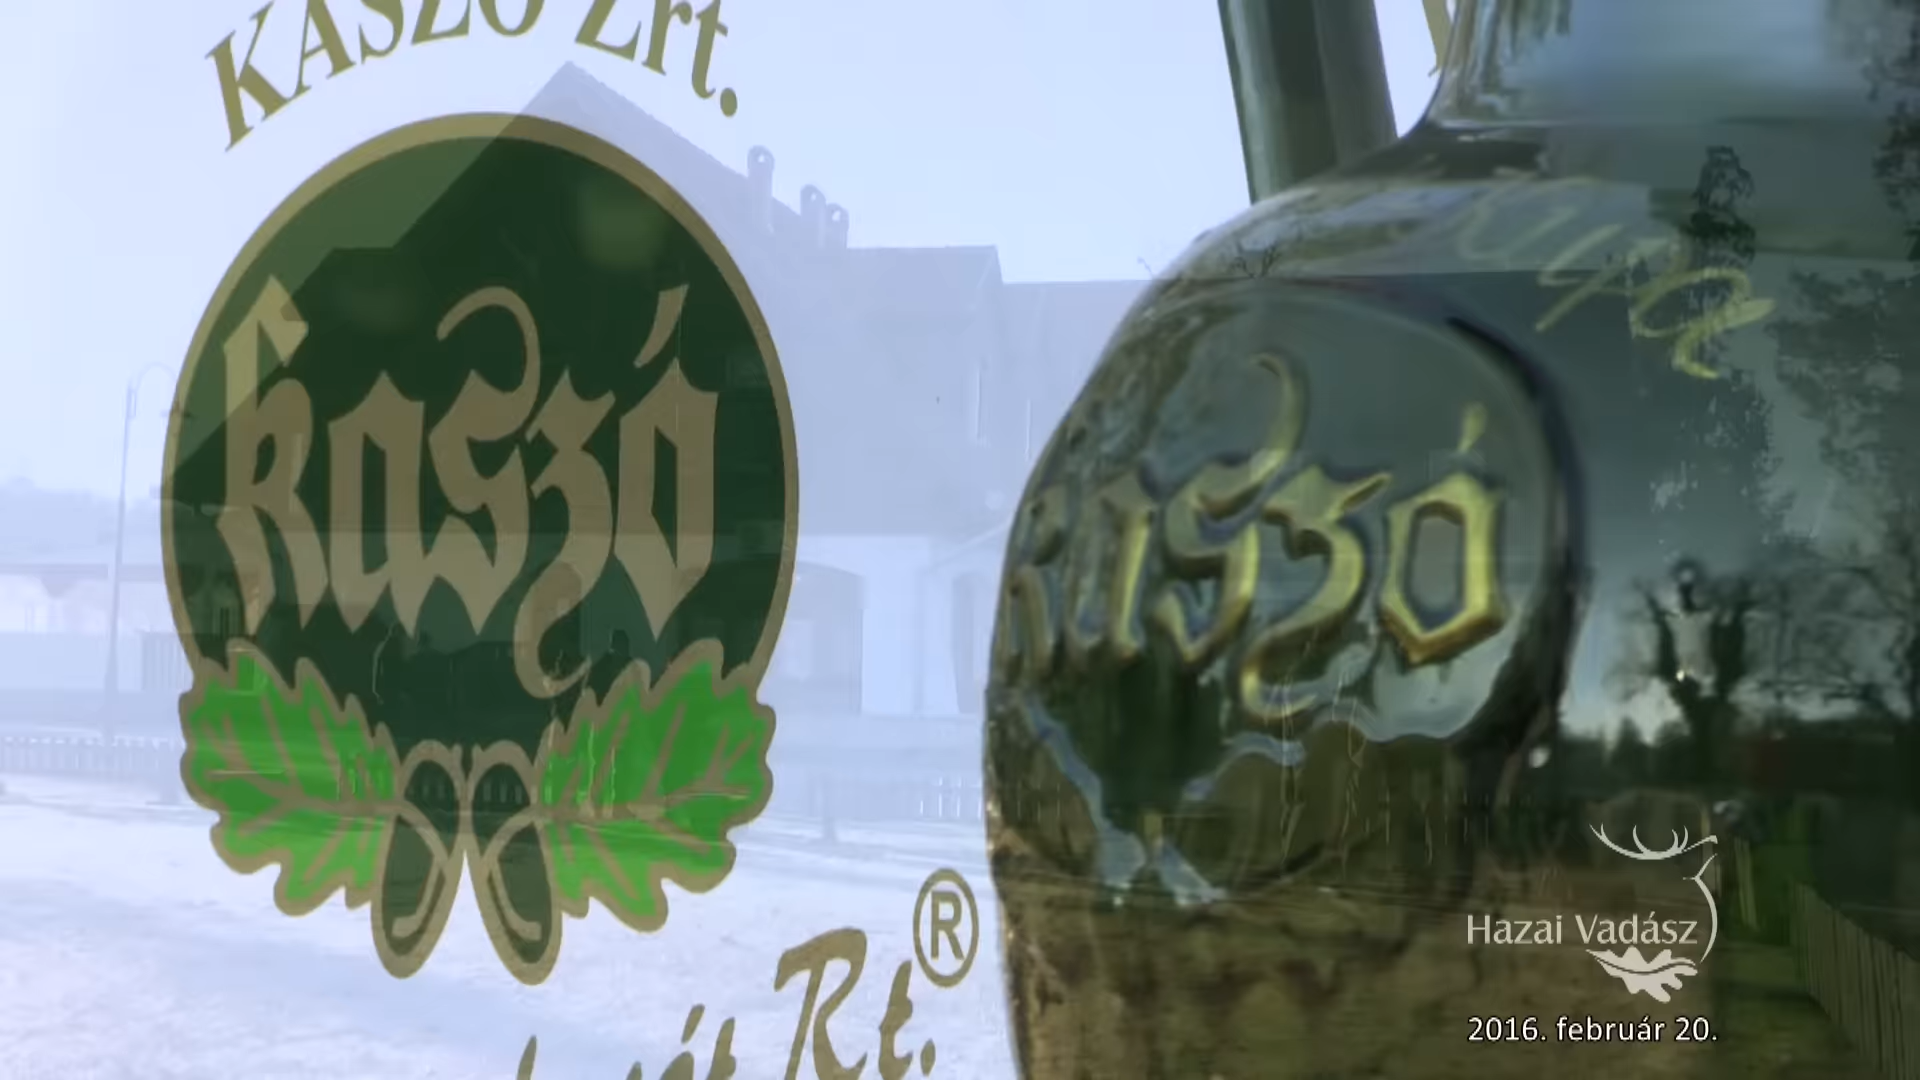 KASZÓ Zrt.
Kaszó
Kaszó
®
Rt.
Hazai Vadász
2016. február 20.